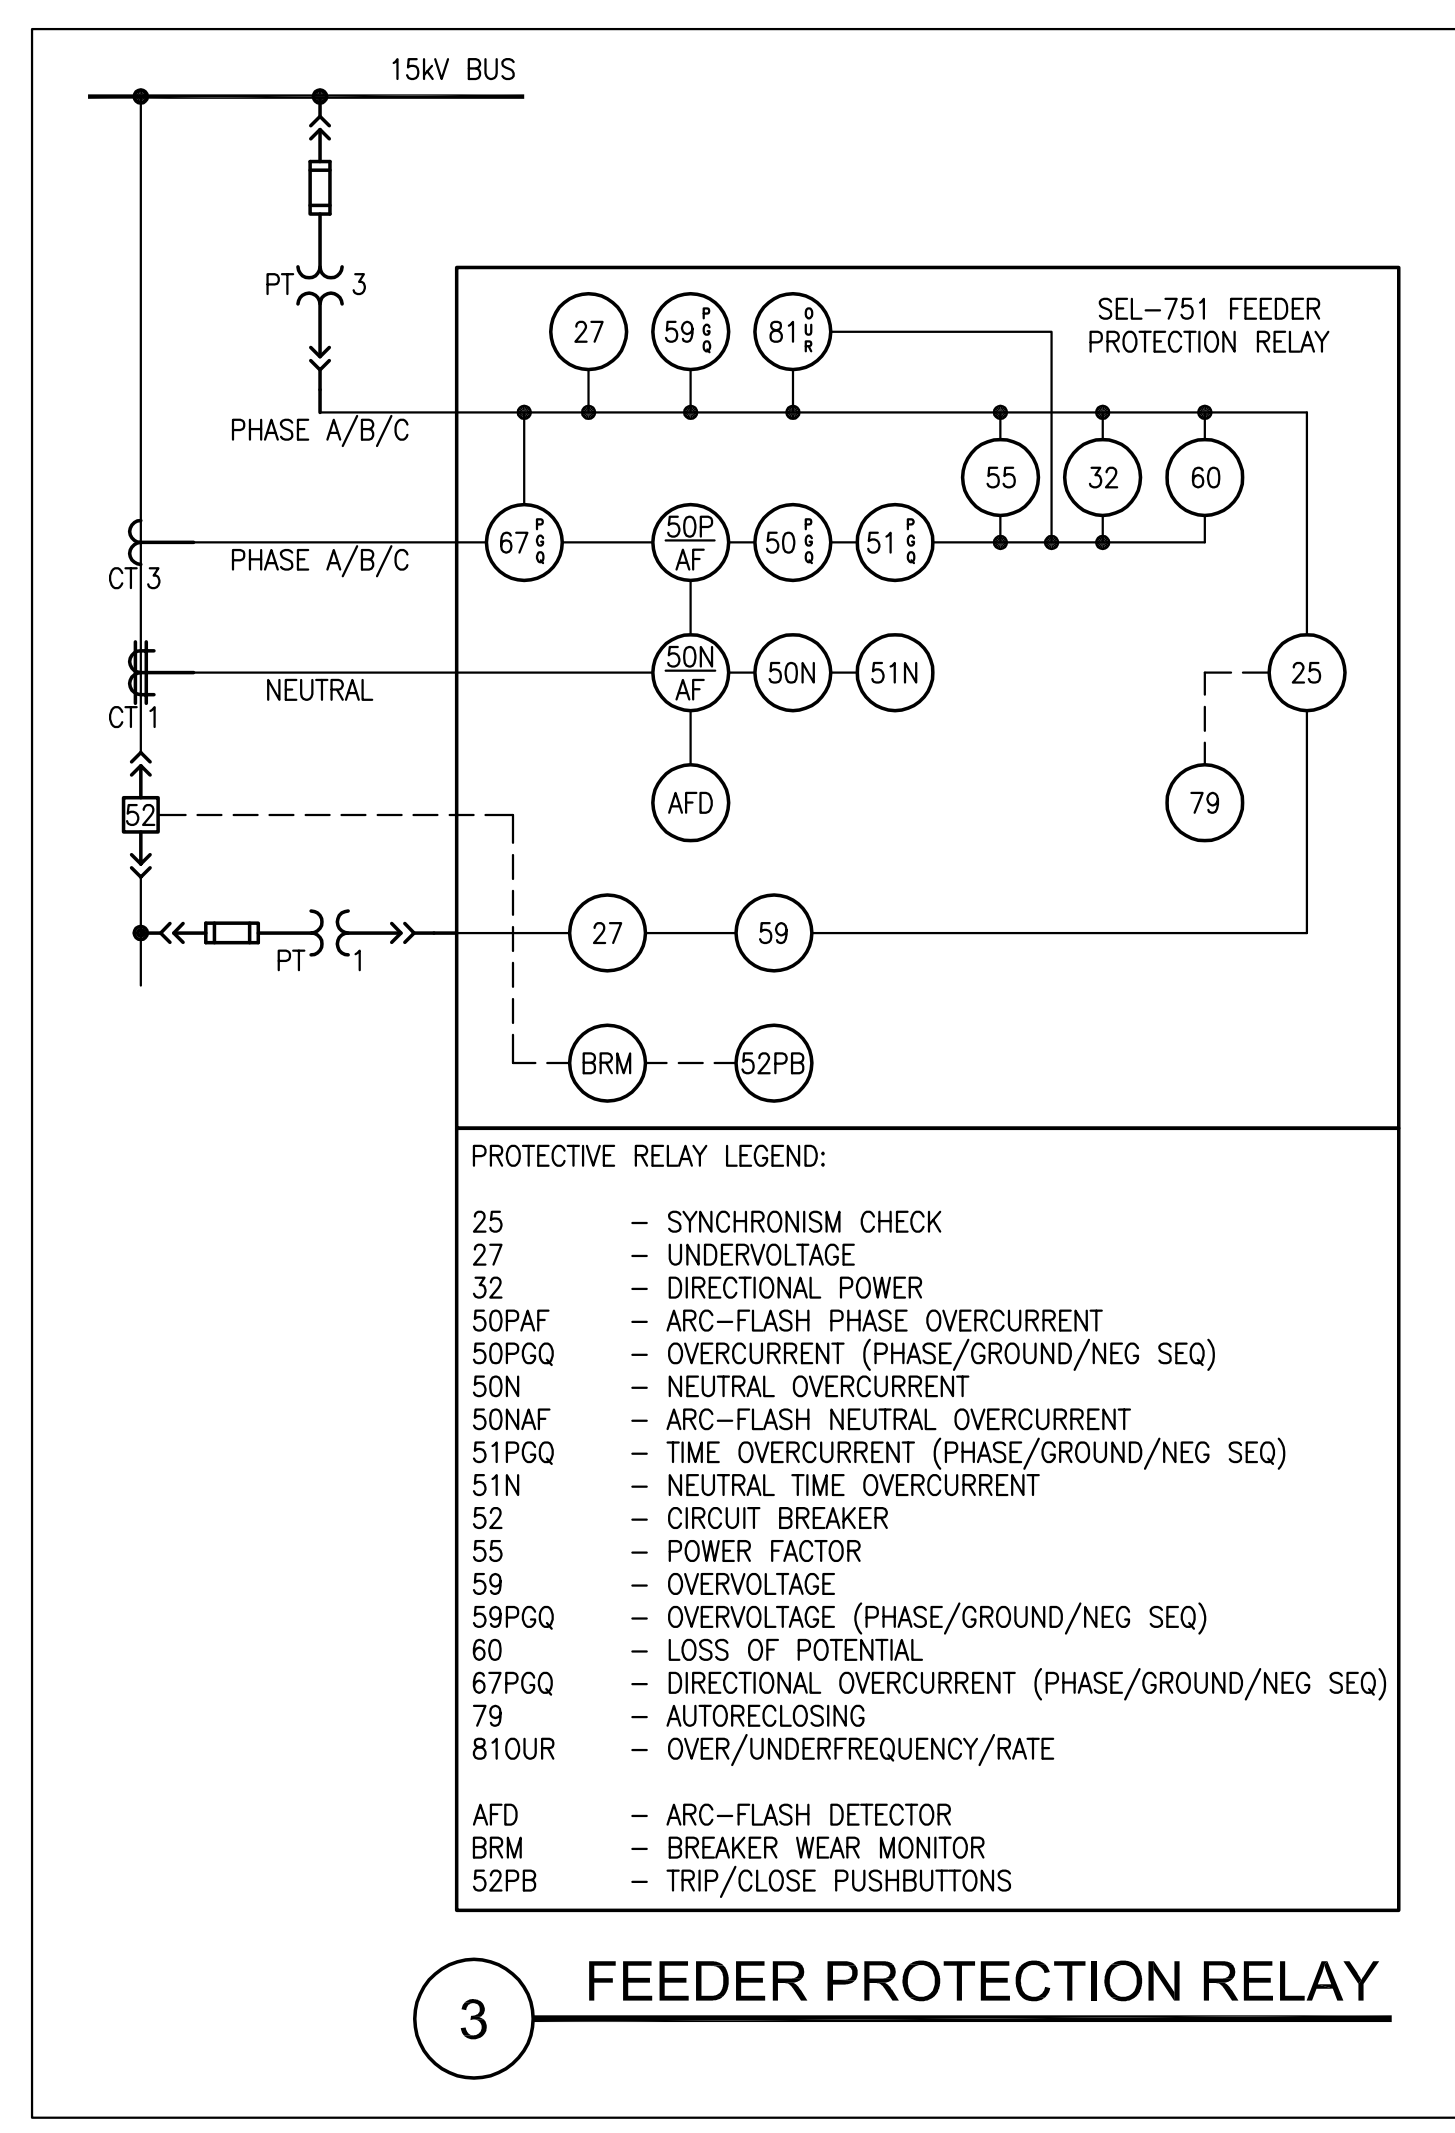 15kV BUS
PT 3
SEL-751 FEEDER
PROTECTION RELAY
27
59 PGQ
81 OUR
PHASE A/B/C
55
32
60
CT 3
PHASE A/B/C
67 PGQ
50P
AF
50 PGQ
51 PGQ
CT 1
NEUTRAL
50N
AF
50N
51N
25
52
AFD
79
PT 1
27
59
BRM
52PB
PROTECTIVE RELAY LEGEND:
25 - SYNCHRONISM CHECK
27 - UNDERVOLTAGE
32 - DIRECTIONAL POWER
50PAF - ARC-FLASH PHASE OVERCURRENT
50PGQ - OVERCURRENT (PHASE/GROUND/NEG SEQ)
50N - NEUTRAL OVERCURRENT
50NAF - ARC-FLASH NEUTRAL OVERCURRENT
51PGQ - TIME OVERCURRENT (PHASE/GROUND/NEG SEQ)
51N - NEUTRAL TIME OVERCURRENT
52 - CIRCUIT BREAKER
55 - POWER FACTOR
59 - OVERVOLTAGE
59PGQ - OVERVOLTAGE (PHASE/GROUND/NEG SEQ)
60 - LOSS OF POTENTIAL
67PGQ - DIRECTIONAL OVERCURRENT (PHASE/GROUND/NEG SEQ)
79 - AUTORECLOSING
81OUR - OVER/UNDERFREQUENCY/RATE
AFD - ARC-FLASH DETECTOR
BRM - BREAKER WEAR MONITOR
52PB - TRIP/CLOSE PUSHBUTTONS
3
FEEDER PROTECTION RELAY